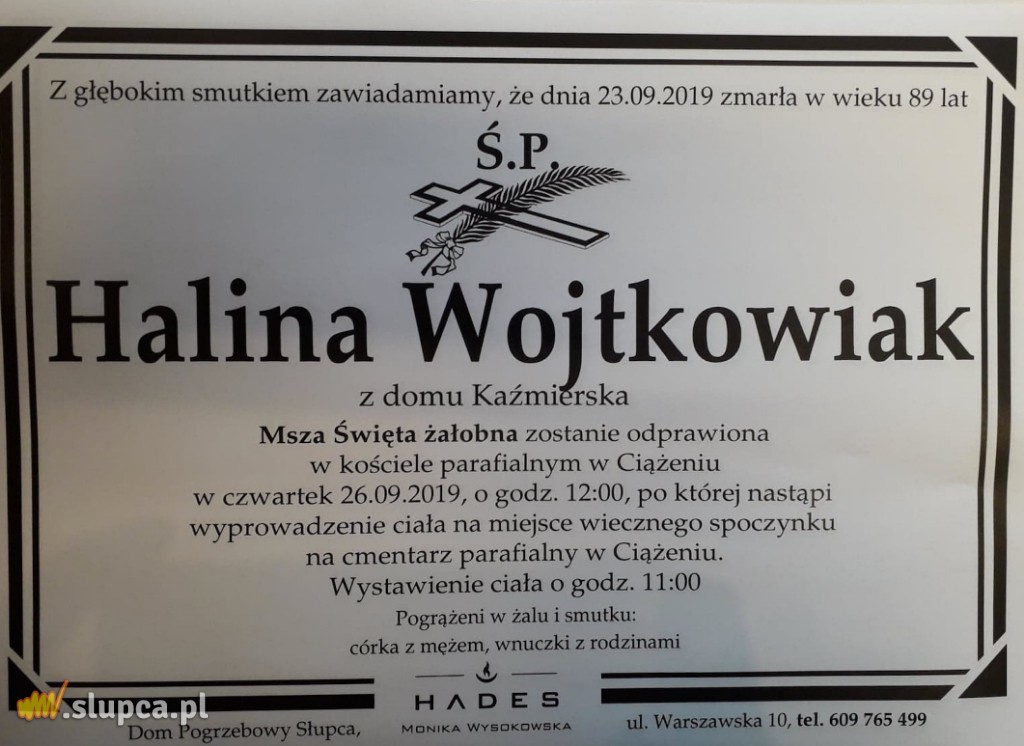 Z głębokim smutkiem zawiadamiamy, że dnia 23.09.2019 zmarła w wieku 89 lat
Ś.P.
Halina Wojtkowiak
z domu Kaźmierska
Msza Święta żałobna zostanie odprawiona
w kościele parafialnym w Ciążeniu
w czwartek 26.09.2019, o godz. 12:00, po której nastąpi
wyprowadzenie ciała na miejsce wiecznego spoczynku
na cmentarz parafialny w Ciążeniu.
Wystawienie ciała o godz. 11:00
Pogrążeni w żalu i smutku:
córka z mężem, wnuczki z rodzinami
.slupca.pl
Dom Pogrzebowy Słupca,
HADES
MONIKA WYSOKOWSKA
ul. Warszawska 10, tel. 609 765 499